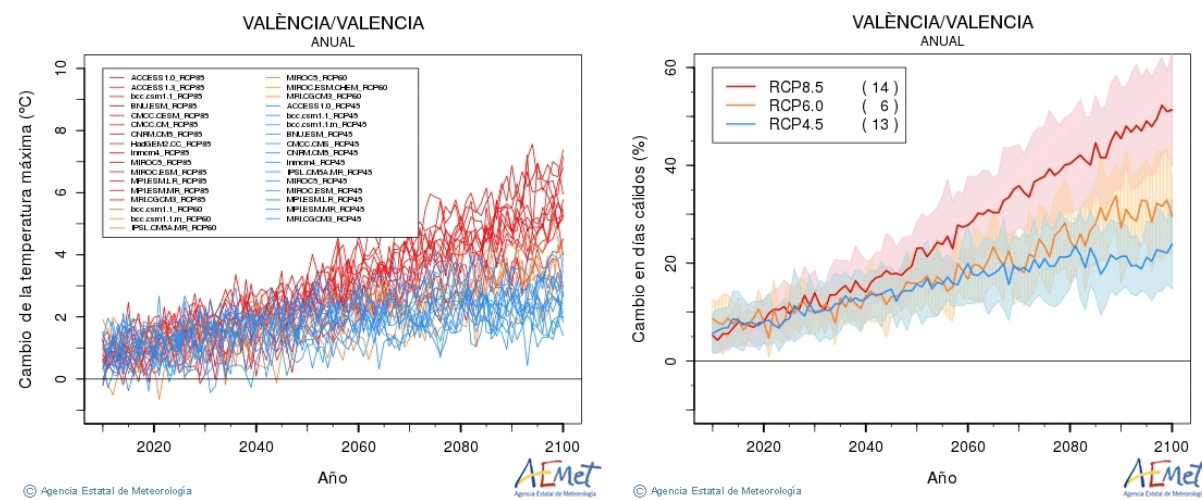 VALÈNCIA/VALENCIA
ANUAL
Cambio de la temperatura máxima (ºC)
10
8
6
4
2
0
ACCESS1.0_RCP85
ACCESS1.3_RCP85
bcc.csm1.1_RCP85
BNU.ESM_RCP85
CMCC.CESM_RCP85
CMCC.CM_RCP85
CNRM.CM5_RCP85
HadGEM2.CC_RCP85
inmcm4_RCP85
MIROC5_RCP85
MIROC.ESM_RCP85
MPI.ESM.LR_RCP85
MPI.ESM.MR_RCP85
MRI.CGCM3_RCP85
bcc.csm1.1_RCP60
bcc.csm1.1.m_RCP60
IPSL.CM5A.MR_RCP60
MIROC5_RCP60
MIROC.ESM.CHEM_RCP60
MRI.CGCM3_RCP60
ACCESS1.0_RCP45
bcc.csm1.1_RCP45
bcc.csm1.1.m_RCP45
BNU.ESM_RCP45
CMCC.CMS_RCP45
CNRM.CM5_RCP45
inmcm4_RCP45
IPSL.CM5A.MR_RCP45
MIROC5_RCP45
MIROC.ESM_RCP45
MPI.ESM.LR_RCP45
MPI.ESM.MR_RCP45
MRI.CGCM3_RCP45
2020 2040 2060 2080 2100
Año
© Agencia Estatal de Meteorología
AEMet
Agencia Estatal de Meteorología
VALÈNCIA/VALENCIA
ANUAL
Cambio en días cálidos (%)
60
40
20
0
RCP8.5 ( 14 )
RCP6.0 ( 6 )
RCP4.5 ( 13 )
2020 2040 2060 2080 2100
Año
© Agencia Estatal de Meteorología
AEMet
Agencia Estatal de Meteorología